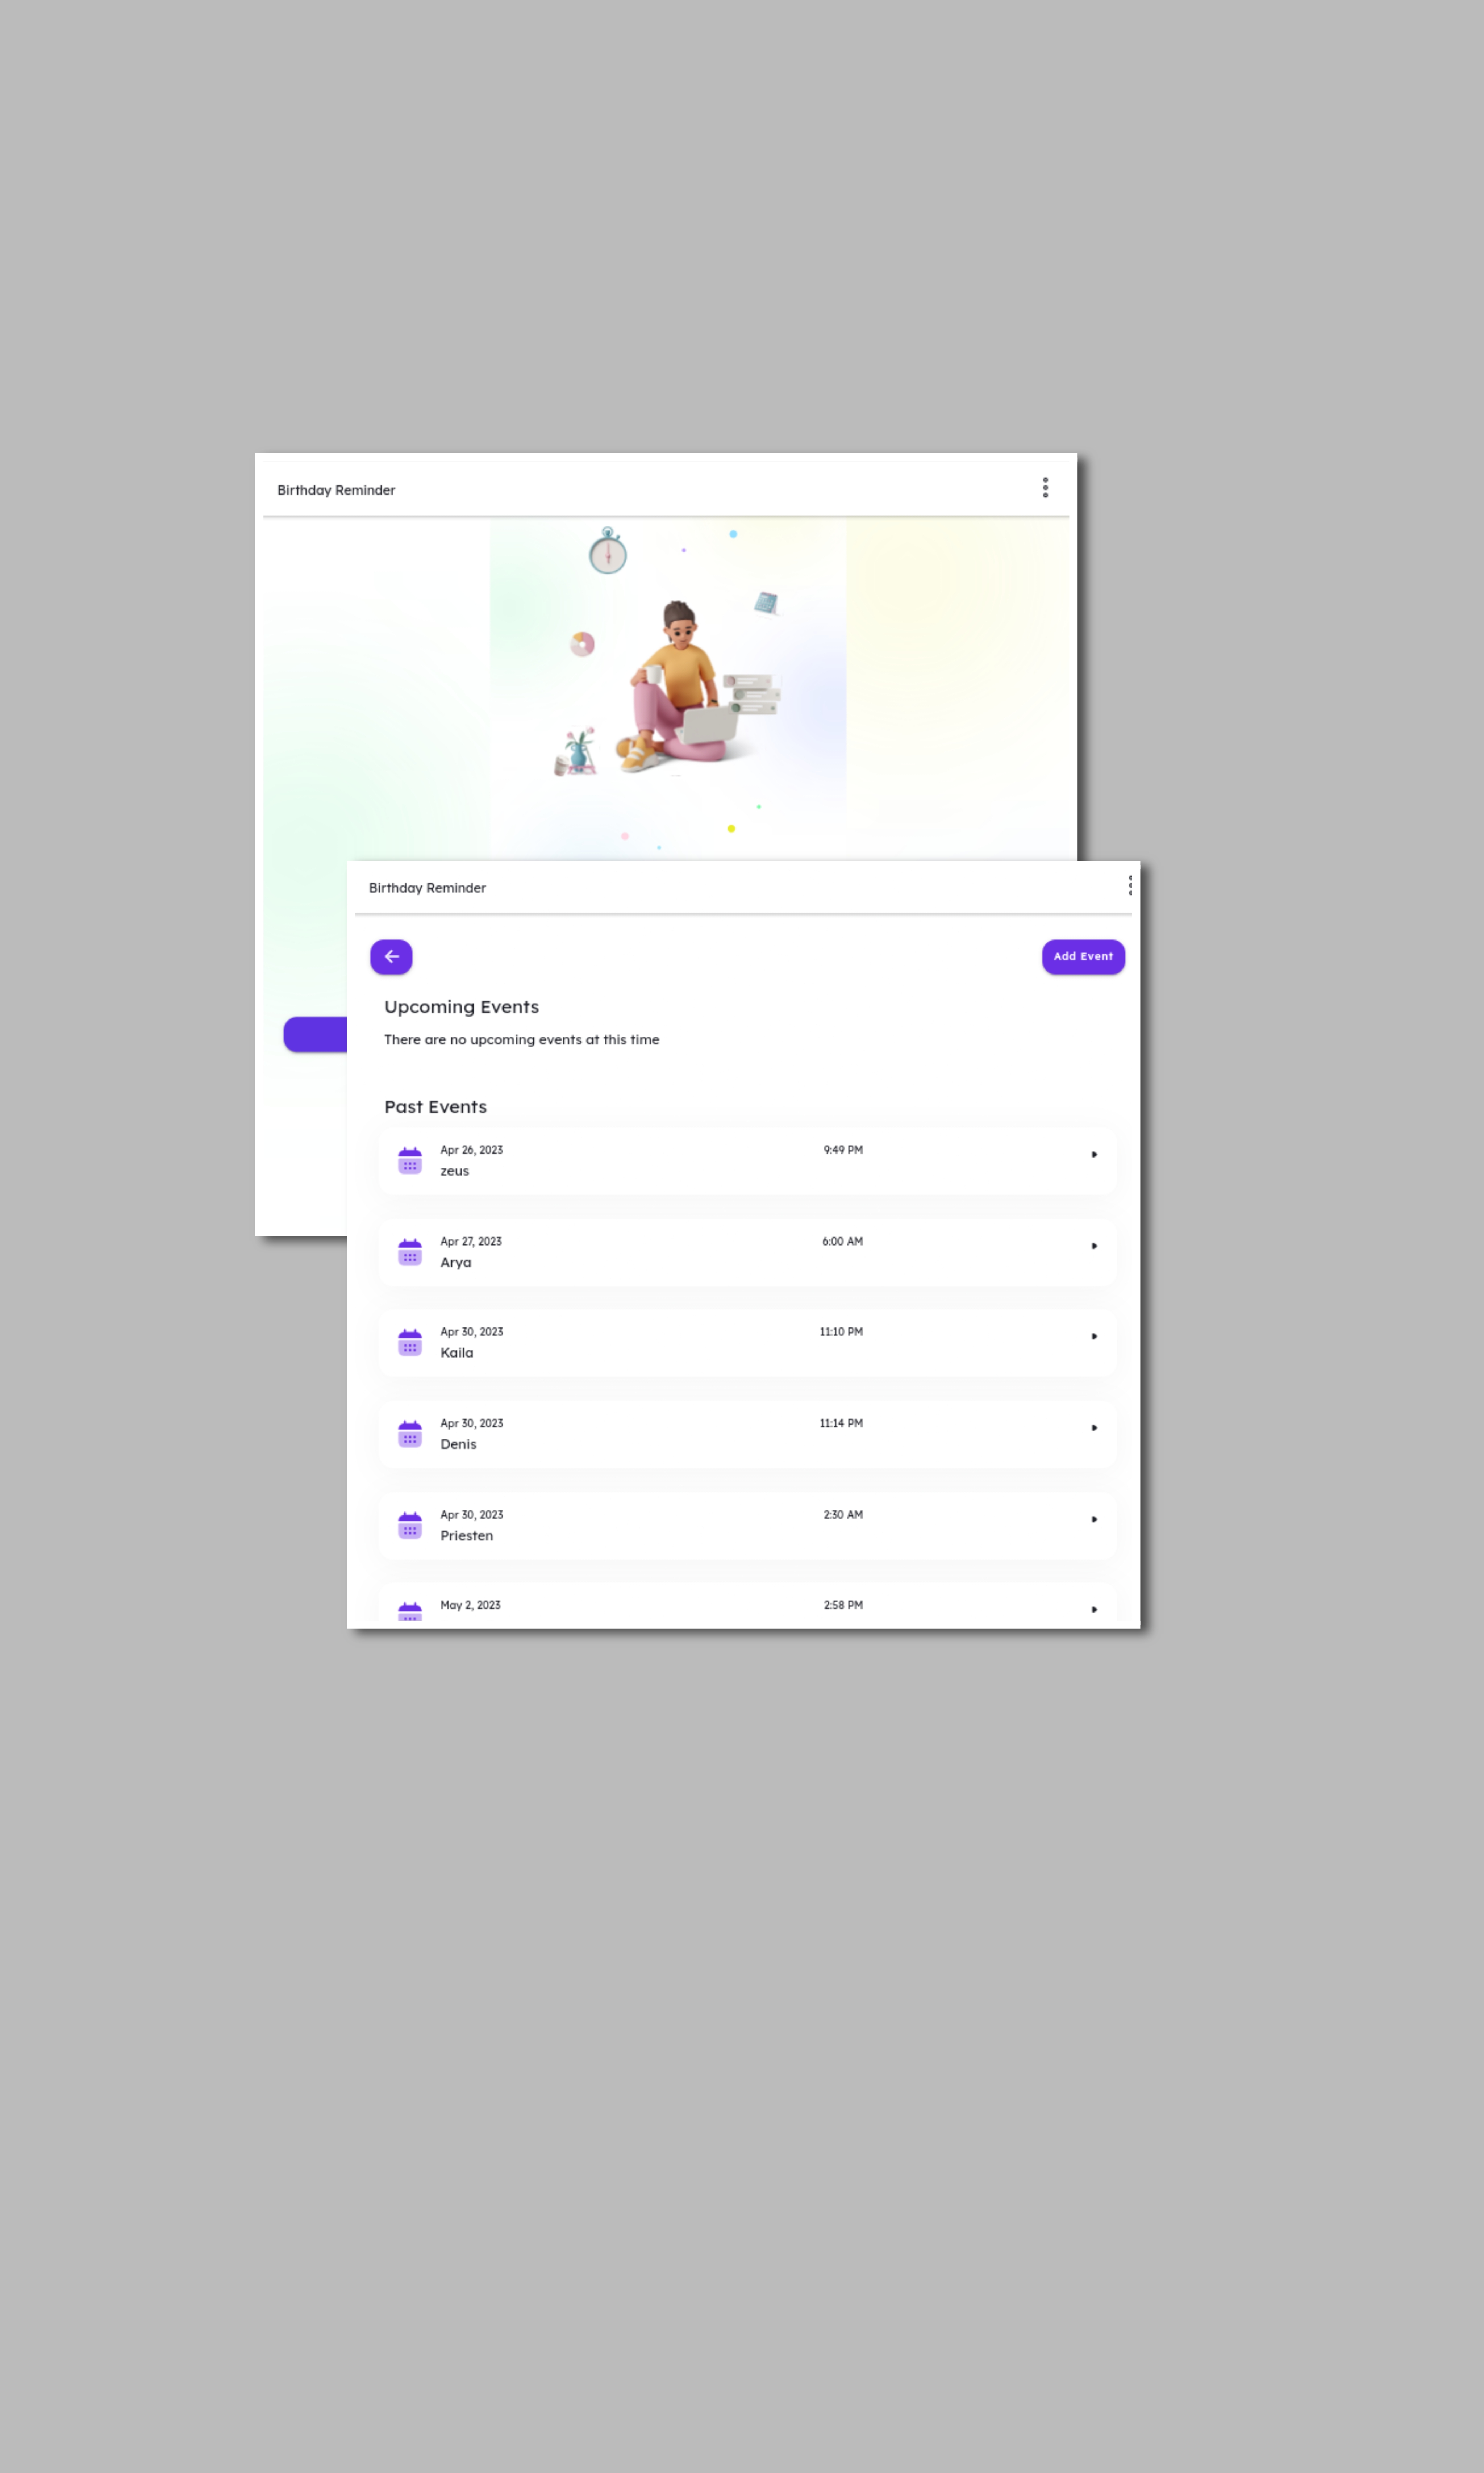 Birthday Reminder
Birthday Reminder
Add Event
Upcoming Events
There are no upcoming events at this time
Past Events
Apr 26, 2023 9:49 PM
zeus
Apr 27, 2023 6:00 AM
Arya
Apr 30, 2023 11:10 PM
Kaila
Apr 30, 2023 11:14 PM
Denis
Apr 30, 2023 2:30 AM
Priesten
May 2, 2023 2:58 PM